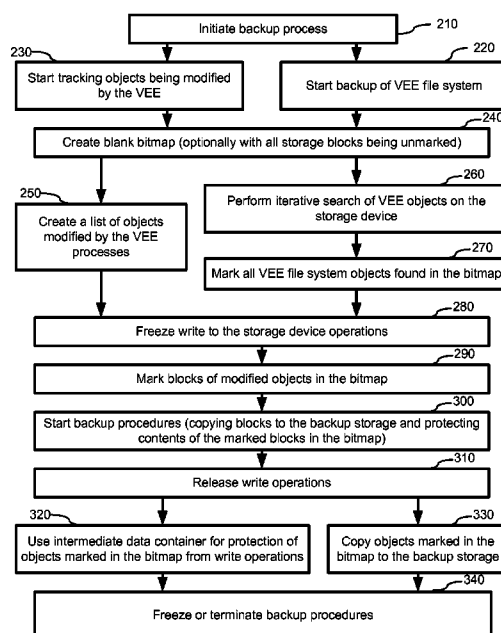 Initiate backup process
210
230
220
Start tracking objects being modified
by the VEE
Start backup of VEE file system
240
Create blank bitmap (optionally with all storage blocks being unmarked)
250
260
Create a list of objects
modified by the VEE
processes
Perform iterative search of VEE objects on the
storage device
270
Mark all VEE file system objects found in the bitmap
280
Freeze write to the storage device operations
290
Mark blocks of modified objects in the bitmap
300
Start backup procedures (copying blocks to the backup storage and protecting
contents of the marked blocks in the bitmap)
310
Release write operations
320
330
Use intermediate data container for protection of
objects marked in the bitmap from write operations
Copy objects marked in the
bitmap to the backup storage
340
Freeze or terminate backup procedures